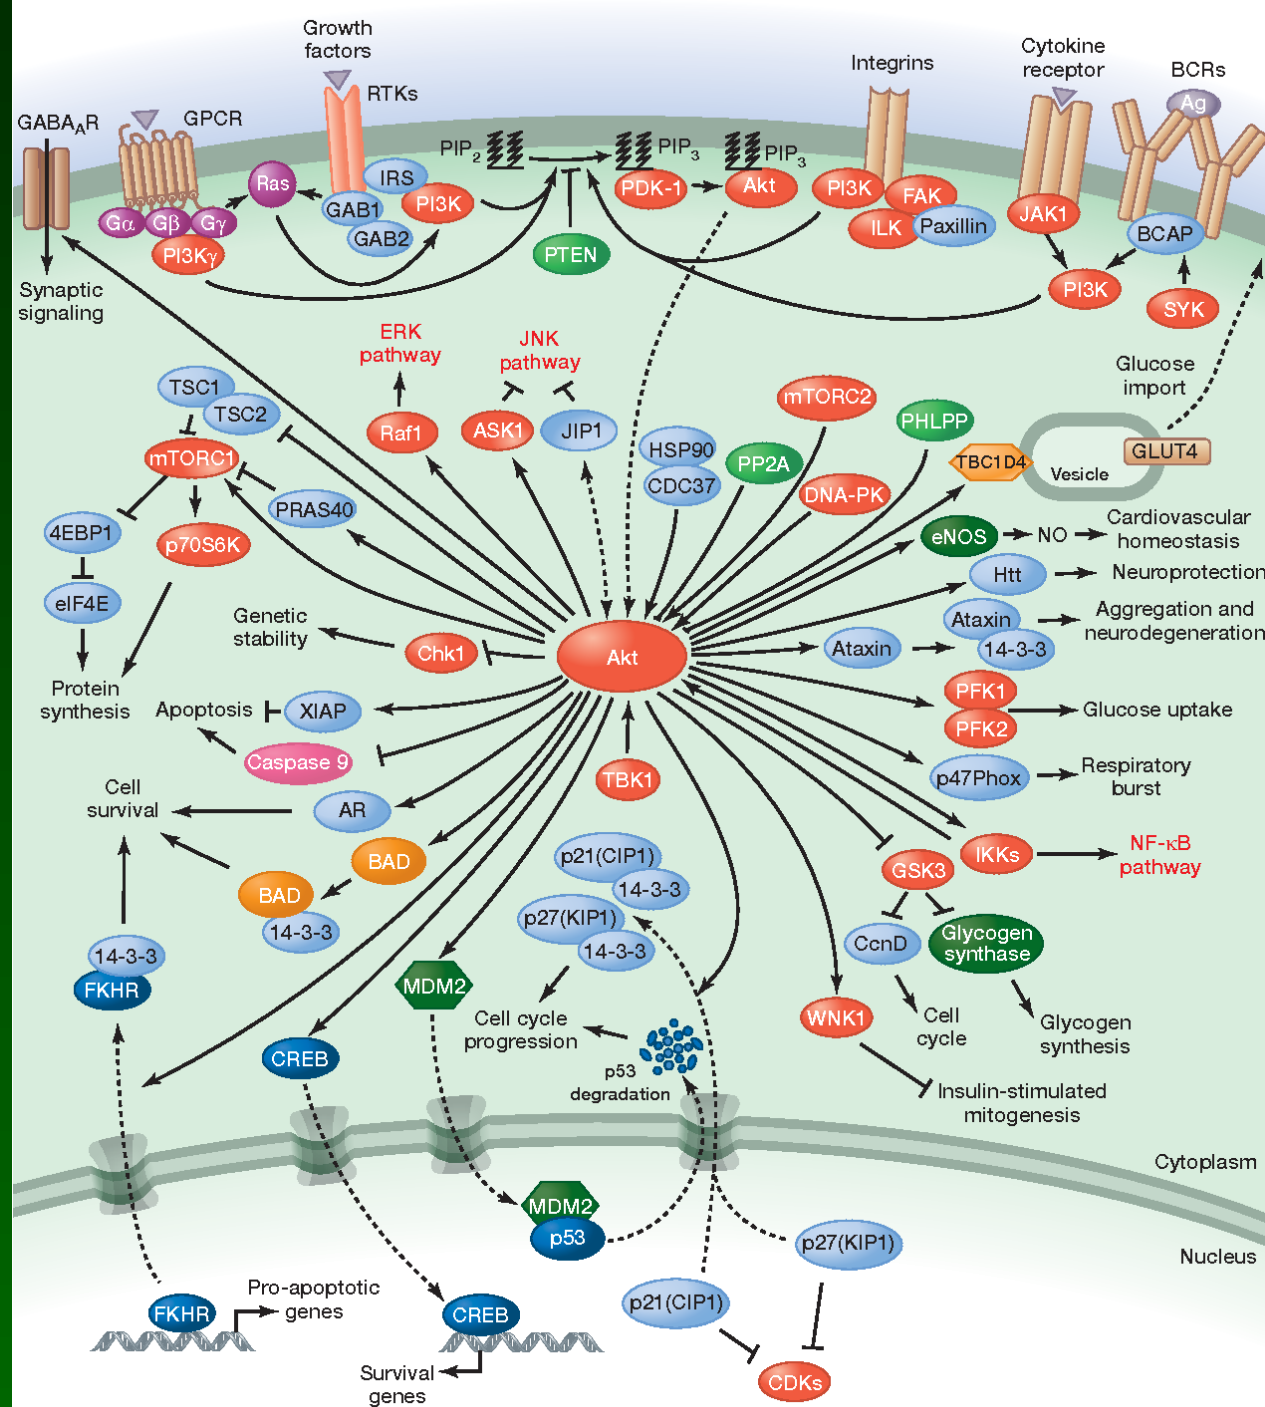 Growth
factors
RTKs
GABA_AR
GPCR
Integrins
Cytokine
receptor
BCRs
Ag
PIP2
PIP3
PIP3
Ras
IRS
GAB1
GAB2
PI3K
PDK-1
Akt
PI3K
FAK
ILK
Paxillin
JAK1
BCAP
Gα
Gβ
Gγ
PI3Kγ
PTEN
PI3K
SYK
Synaptic
signaling
ERK
pathway
JNK
pathway
Glucose
import
TSC1
TSC2
mTORC1
Raf1
ASK1
JIP1
mTORC2
HSP90
CDC37
PP2A
PHLPP
DNA-PK
TBC1D4
Vesicle
GLUT4
PRAS40
4EBP1
p70S6K
eIF4E
eNOS
NO
Cardiovascular
homeostasis
Htt
Neuroprotection
Genetic
stability
Chk1
Akt
Ataxin
Ataxin
14-3-3
Aggregation and
neurodegeneration
Protein
synthesis
Apoptosis
XIAP
Caspase 9
PFK1
PFK2
Glucose uptake
TBK1
p47Phox
Respiratory
burst
Cell
survival
AR
BAD
BAD
14-3-3
p21(CIP1)
14-3-3
p27(KIP1)
14-3-3
GSK3
IKKs
NF-κB
pathway
CcnD
Glycogen
synthase
14-3-3
FKHR
MDM2
Cell cycle
progression
WNK1
Cell
cycle
Glycogen
synthesis
CREB
p53
degradation
Insulin-stimulated
mitogenesis
Cytoplasm
MDM2
p53
p27(KIP1)
Nucleus
Pro-apoptotic
genes
FKHR
CREB
p21(CIP1)
Survival
genes
CDKs